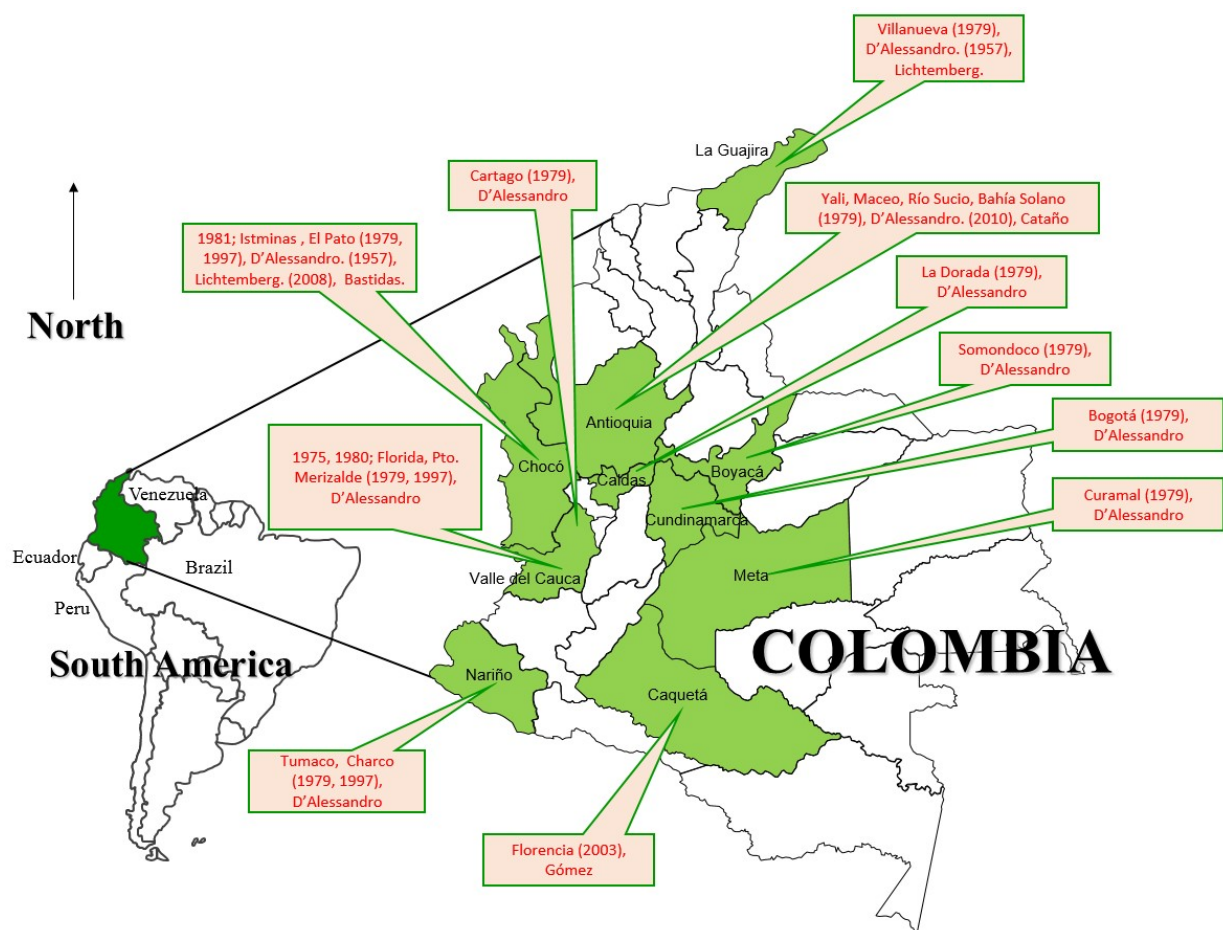 Villanueva (1979),
D'Alessandro. (1957),
Lichtemberg.
La Guajira
Cartago (1979),
D'Alessandro
Yali, Maceo, Río Sucio, Bahía Solano
(1979), D'Alessandro. (2010), Cataño
1981; Istminas , El Pato (1979,
1997), D'Alessandro. (1957),
Lichtemberg. (2008), Bastidas.
La Dorada (1979),
D'Alessandro
North
Somondoco (1979),
D'Alessandro
Bogotá (1979),
D'Alessandro
Antioquia
Chocó
Caldas
Boyacá
1975, 1980; Florida, Pto.
Merizalde (1979, 1997),
D'Alessandro
Curamal (1979),
D'Alessandro
Venezuela
Cundinamarca
Ecuador
Brazil
Valle del Cauca
Meta
Peru
South America
COLOMBIA
Nariño
Caquetá
Tumaco, Charco
(1979, 1997),
D'Alessandro
Florencia (2003),
Gómez